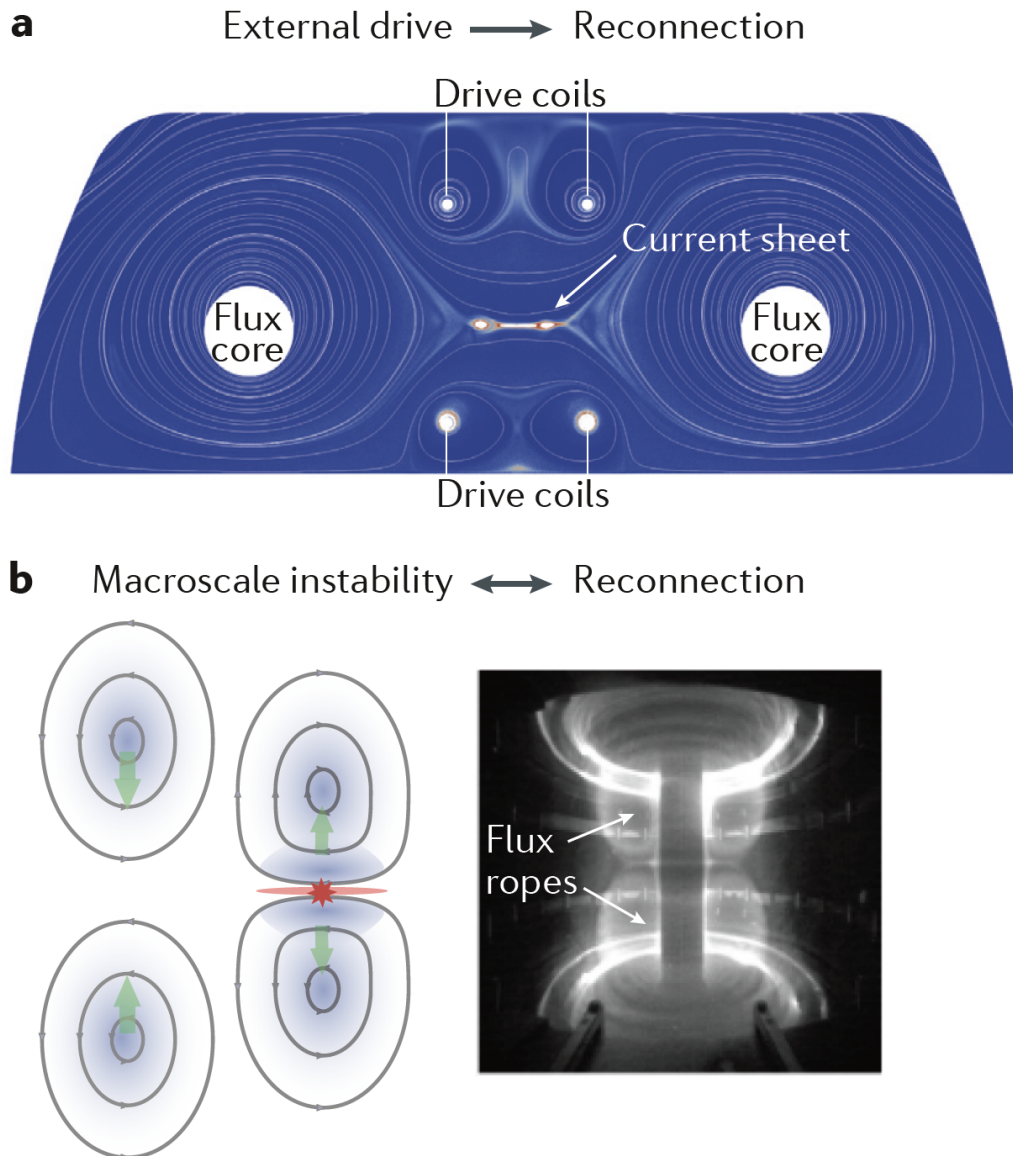 a
External drive → Reconnection
Drive coils
Current sheet
Flux
core
Flux
core
Drive coils
b
Macroscale instability ↔ Reconnection
Flux
ropes